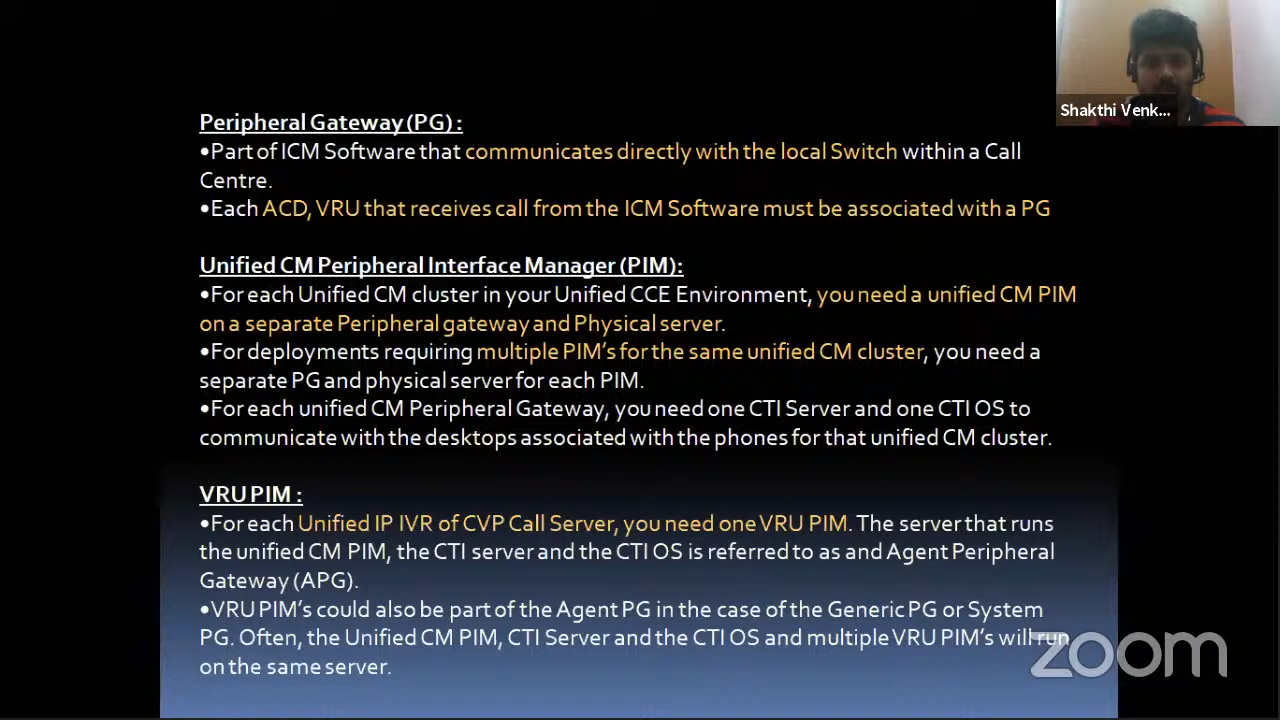 Shakthi Venk...
Peripheral Gateway (PG) :
•Part of ICM Software that communicates directly with the local Switch within a Call
Centre.
•Each ACD, VRU that receives call from the ICM Software must be associated with a PG
Unified CM Peripheral Interface Manager (PIM):
•For each Unified CM cluster in your Unified CCE Environment, you need a unified CM PIM
on a separate Peripheral gateway and Physical server.
•For deployments requiring multiple PIM's for the same unified CM cluster, you need a
separate PG and physical server for each PIM.
•For each unified CM Peripheral Gateway, you need one CTI Server and one CTI OS to
communicate with the desktops associated with the phones for that unified CM cluster.
VRU PIM :
•For each Unified IP IVR of CVP Call Server, you need one VRU PIM. The server that runs
the unified CM PIM, the CTI server and the CTI OS is referred to as and Agent Peripheral
Gateway (APG).
•VRU PIM's could also be part of the Agent PG in the case of the Generic PG or System
PG. Often, the Unified CM PIM, CTI Server and the CTI OS and multiple VRU PIM's will run
on the same server.
zoom